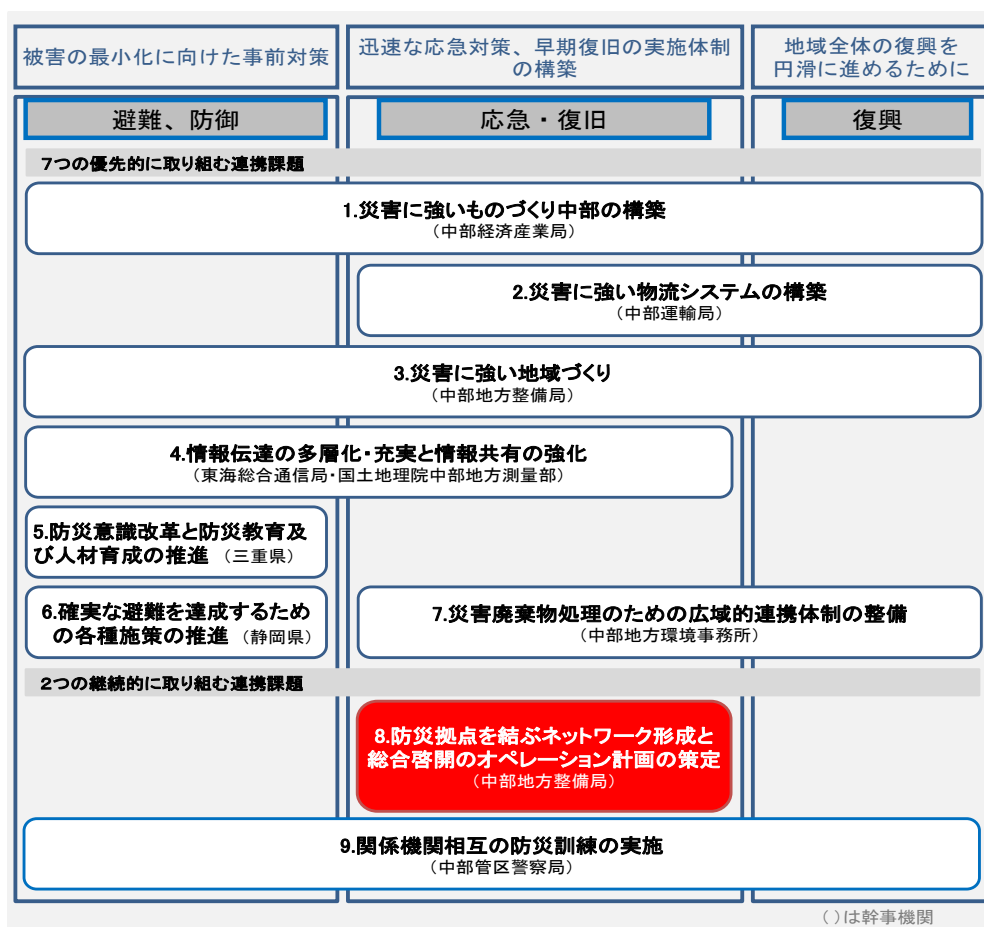 被害の最小化に向けた事前対策
迅速な応急対策、早期復旧の実施体制
の構築
地域全体の復興を
円滑に進めるために
避難、防御
応急・復旧
復興
7つの優先的に取り組む連携課題
1.災害に強いものづくり中部の構築
（中部経済産業局）
2.災害に強い物流システムの構築
（中部運輸局）
3.災害に強い地域づくり
（中部地方整備局）
4.情報伝達の多層化・充実と情報共有の強化
（東海総合通信局・国土地理院中部地方測量部）
5.防災意識改革と防災教育及
び人材育成の推進 （三重県）
6.確実な避難を達成するため
の各種施策の推進 （静岡県）
7.災害廃棄物処理のための広域的連携体制の整備
（中部地方環境事務所）
2つの継続的に取り組む連携課題
8.防災拠点を結ぶネットワーク形成と
総合啓開のオペレーション計画の策定
（中部地方整備局）
9.関係機関相互の防災訓練の実施
（中部管区警察局）
（ ）は幹事機関